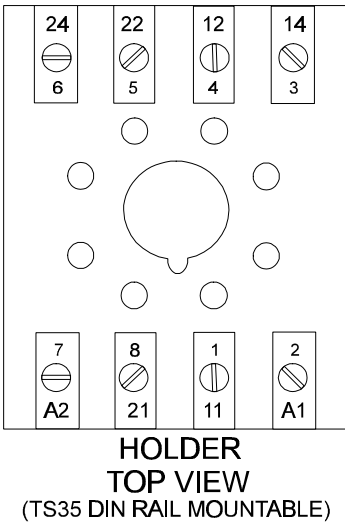 24 22 12 14
6 5 4 3
7 8 1 2
A2 21 11 A1
HOLDER
TOP VIEW
(TS35 DIN RAIL MOUNTABLE)